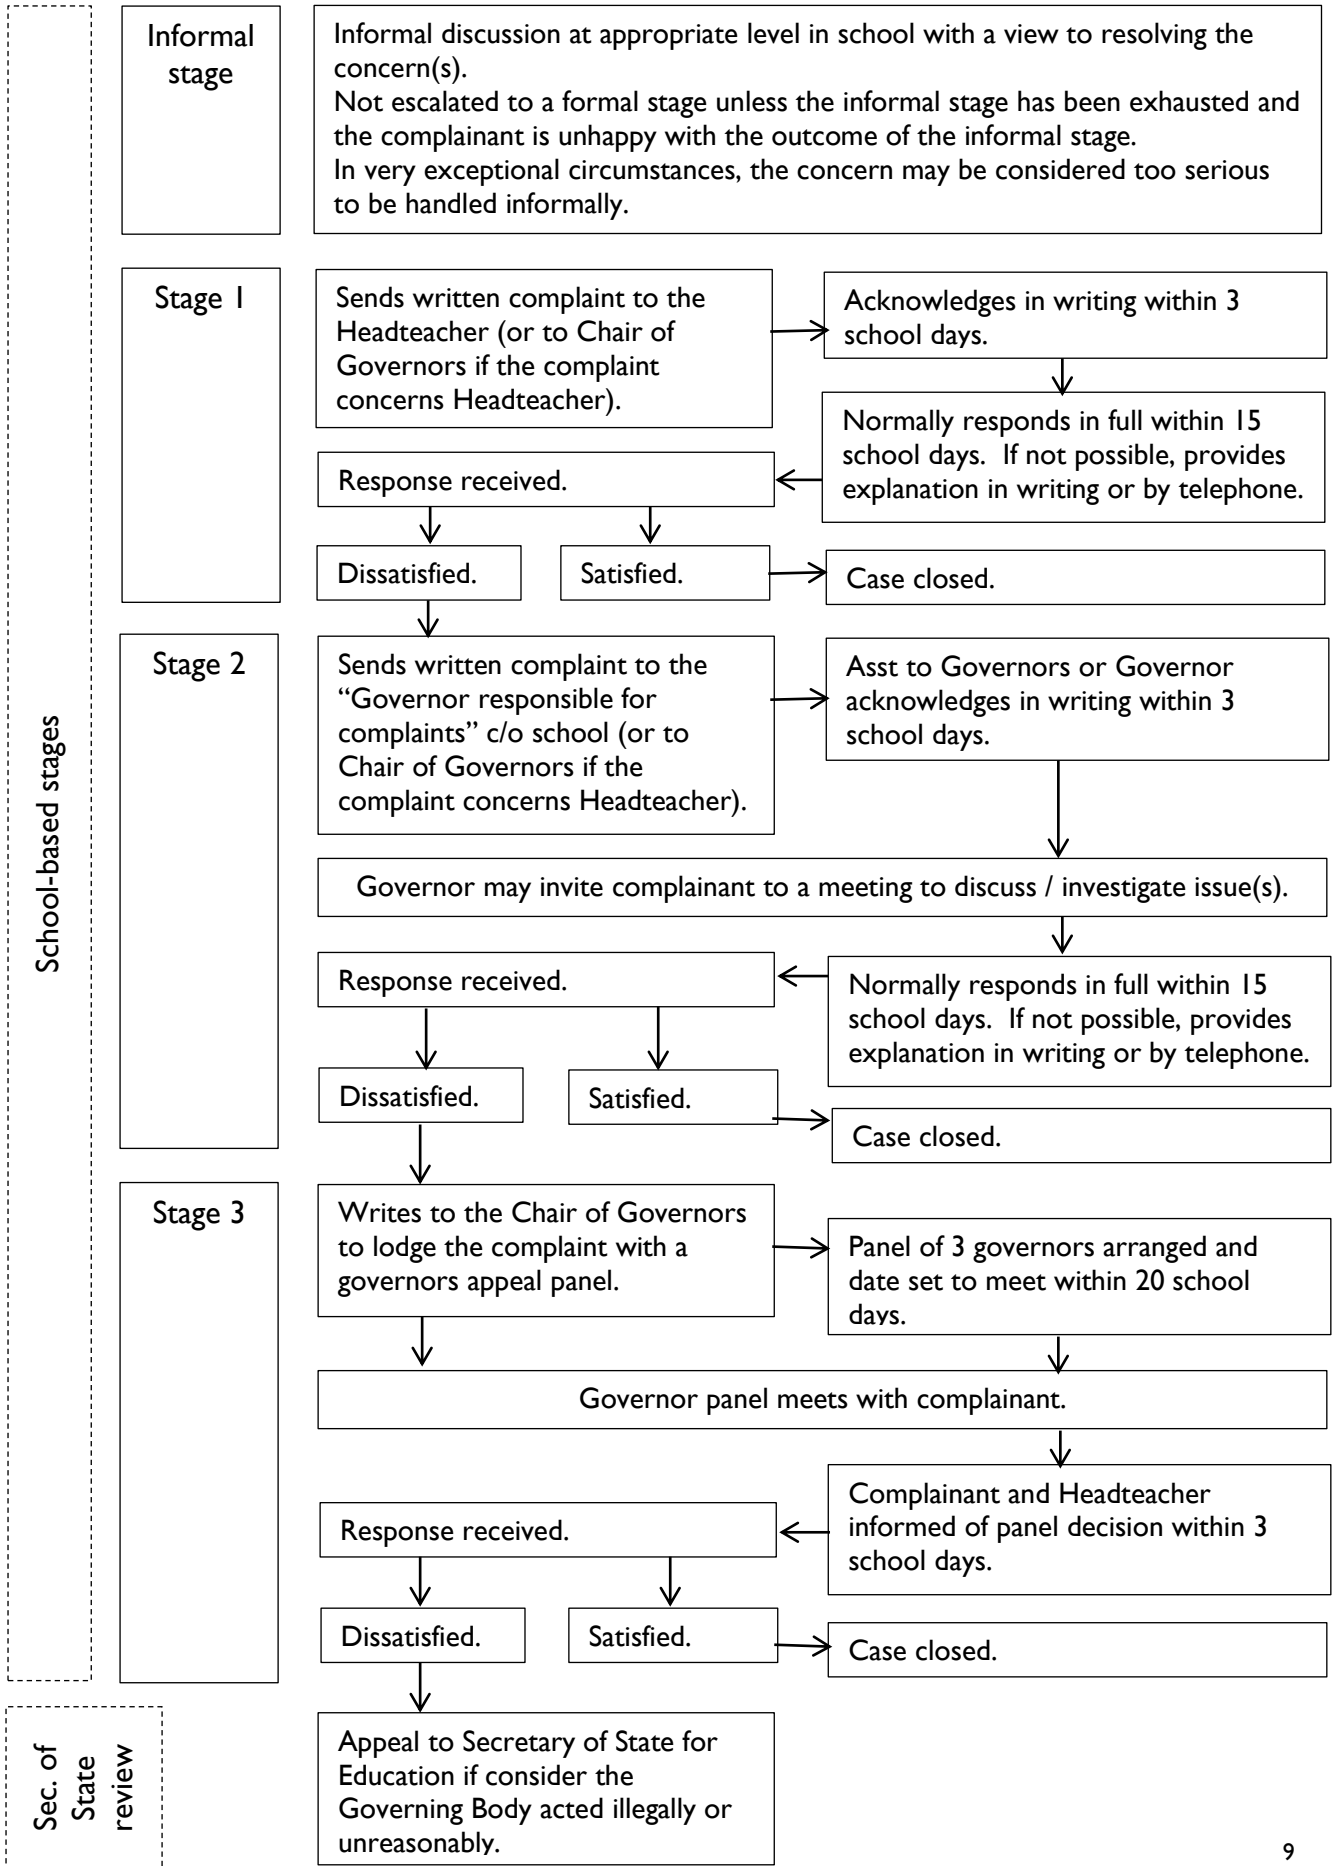 Informal
stage
Informal discussion at appropriate level in school with a view to resolving the
concern(s).
Not escalated to a formal stage unless the informal stage has been exhausted and
the complainant is unhappy with the outcome of the informal stage.
In very exceptional circumstances, the concern may be considered too serious
to be handled informally.
School-based stages
Stage 1
Sends written complaint to the
Headteacher (or to Chair of
Governors if the complaint
concerns Headteacher).
Acknowledges in writing within 3
school days.
Normally responds in full within 15
school days.  If not possible, provides
explanation in writing or by telephone.
Response received.
Dissatisfied.
Satisfied.
Case closed.
Stage 2
Sends written complaint to the
“Governor responsible for
complaints” c/o school (or to
Chair of Governors if the
complaint concerns Headteacher).
Asst to Governors or Governor
acknowledges in writing within 3
school days.
Governor may invite complainant to a meeting to discuss / investigate issue(s).
Normally responds in full within 15
school days.  If not possible, provides
explanation in writing or by telephone.
Response received.
Dissatisfied.
Satisfied.
Case closed.
Stage 3
Writes to the Chair of Governors
to lodge the complaint with a
governors appeal panel.
Panel of 3 governors arranged and
date set to meet within 20 school
days.
Governor panel meets with complainant.
Complainant and Headteacher
informed of panel decision within 3
school days.
Response received.
Dissatisfied.
Satisfied.
Case closed.
Sec. of
State
review
Appeal to Secretary of State for
Education if consider the
Governing Body acted illegally or
unreasonably.
9